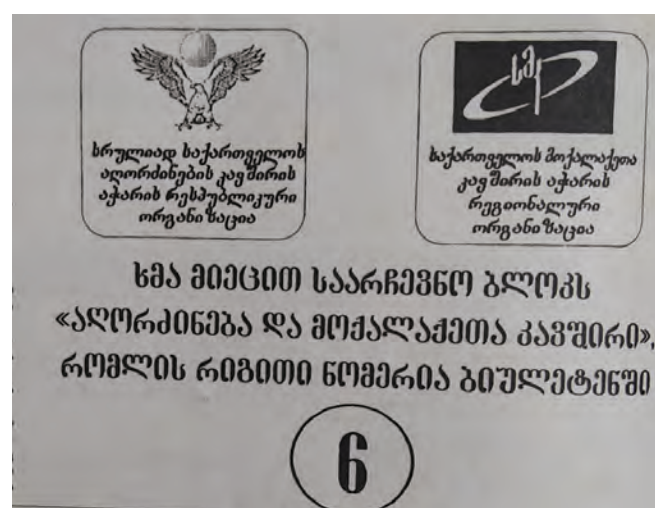 სრულიად საქართველოს
აღორძინების კავშირის
აჭარის რესპუბლიკური
ორგანიზაცია
სმკ
საქართველოს მოქალაქეთა
კავშირის აჭარის
რეგიონალური
ორგანიზაცია
ხმა მიეცით საარჩევნო ბლოკს
«აღორძინება და მოქალაქეთა კავშირი»,
რომლის რიგითი ნომერია ბიულეტენში
6